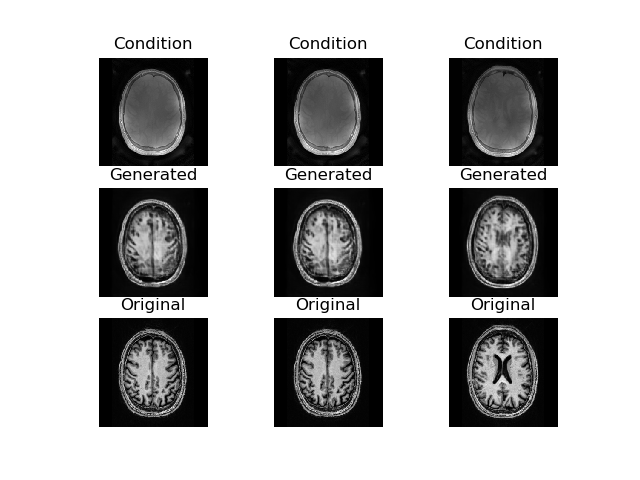 Condition Condition Condition
Generated Generated Generated
Original Original Original